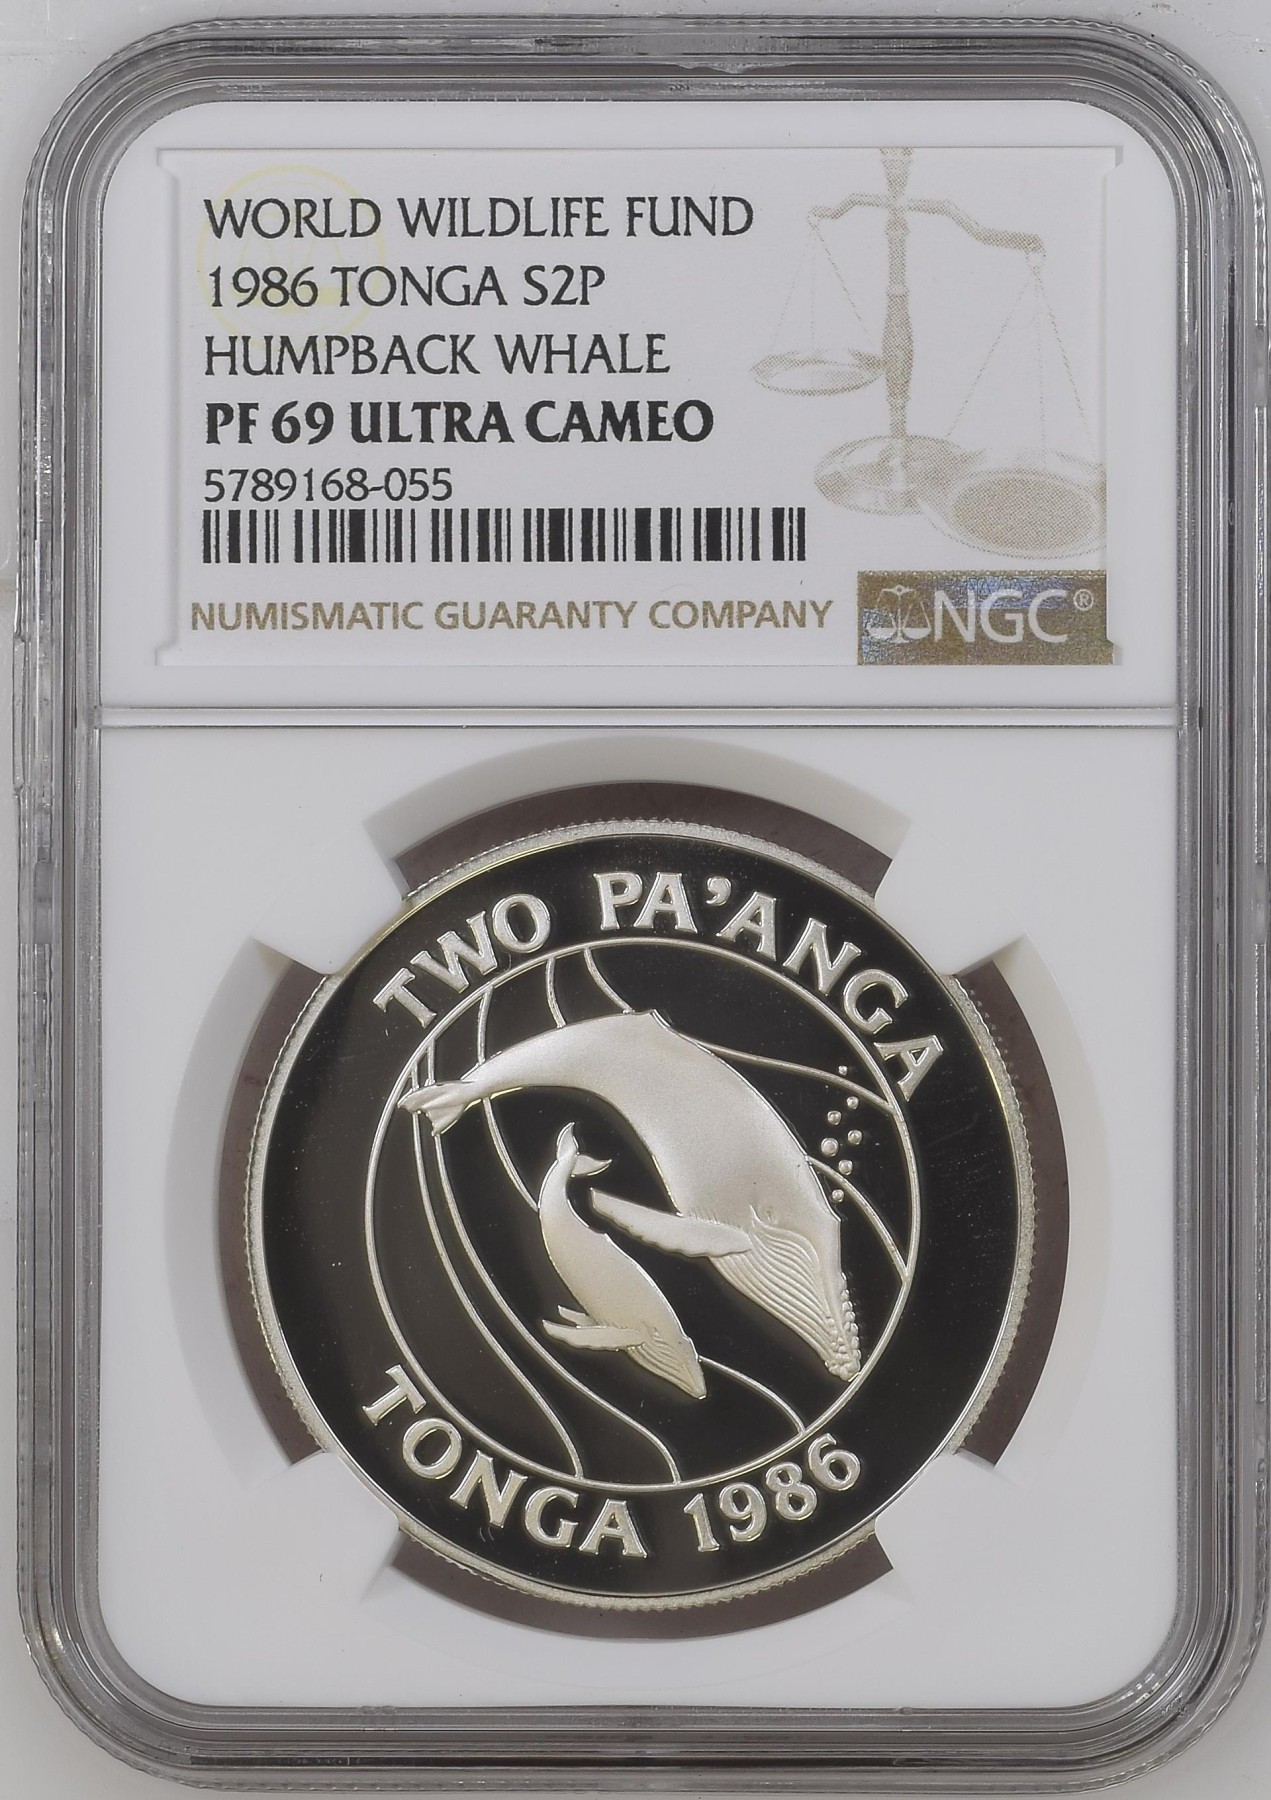 WORLD WILDLIFE FUND
1986 TONGA S2P
HUMPBACK WHALE
PF 69 ULTRA CAMEO
5789168-055
NUMISMATIC GUARANTY COMPANY
NGC®
TWO PA'ANGA
TONGA 1986